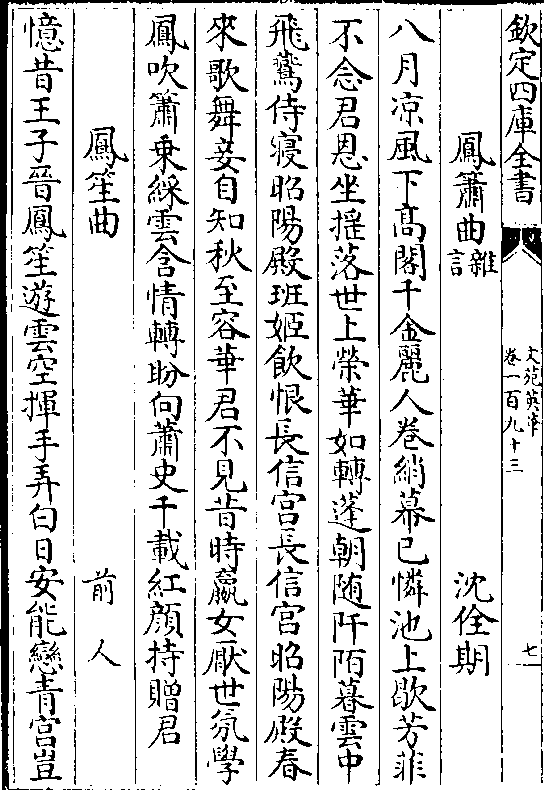 欽定四庫全書
文苑英華
卷一百九十三
七
鳳簫曲雜言 沈佺期
八月凉風下高閣千金麗人卷綃幕已憐池上歇芳菲
不念君恩坐摇落世上榮華如轉蓬朝随阡陌暮雲中
飛鷰侍寢昭陽殿班姬飲恨長信宫長信宫昭陽殿春
來歌舞妾自知秋至容華君不見昔時嬴女厭世氛學
鳳吹簫乗綵雲含情轉盻向蕭史千載紅顔持贈君
鳳笙曲 前人
憶昔王子晉鳳笙遊雲空揮手弄白日安能戀青宫豈